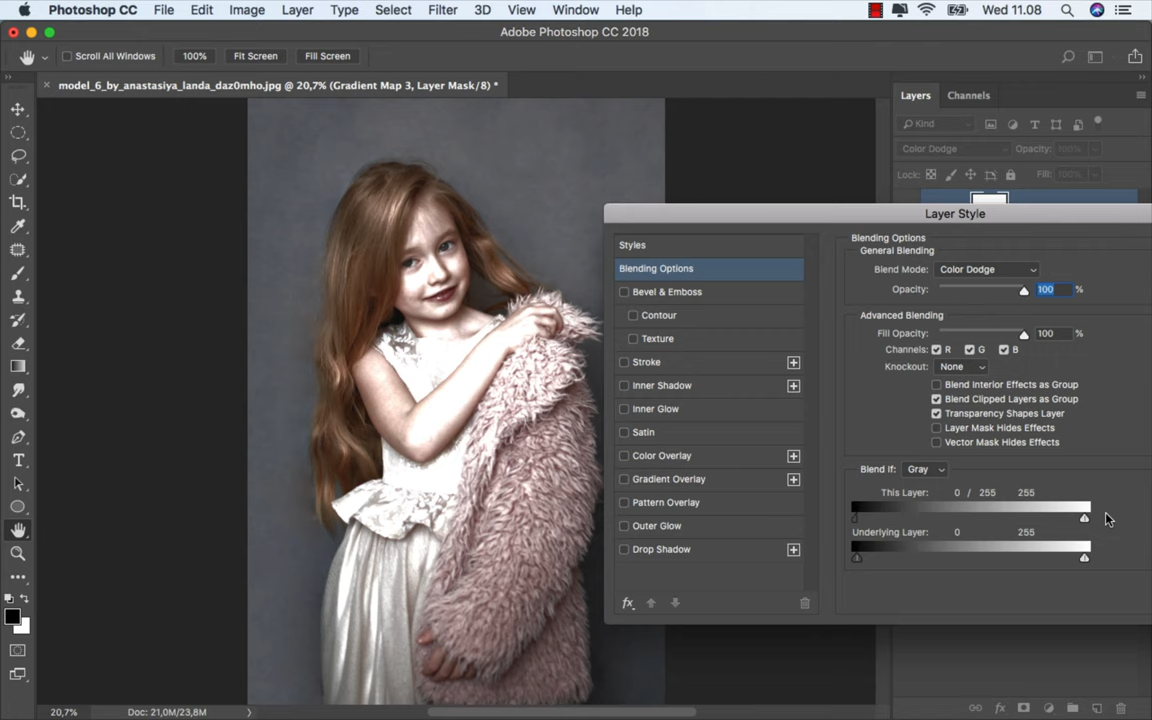 Photoshop CC File Edit Image Layer Type Select Filter 3D View Window Help Wed 11.08
Adobe Photoshop CC 2018
Scroll All Windows 100% Fit Screen Fill Screen
model_6_by_anastasiya_landa_daz0mho.jpg @ 20,7% (Gradient Map 3, Layer Mask/8) *
Layers Channels
Kind
Color Dodge Opacity: 100%
Lock: Fill: 100%
Layer Style
Styles
Blending Options
Bevel & Emboss
Contour
Texture
Stroke
Inner Shadow
Inner Glow
Satin
Color Overlay
Gradient Overlay
Pattern Overlay
Outer Glow
Drop Shadow
fx
Blending Options
General Blending
Blend Mode: Color Dodge
Opacity: 100 %
Advanced Blending
Fill Opacity: 100 %
Channels: R G B
Knockout: None
Blend Interior Effects as Group
Blend Clipped Layers as Group
Transparency Shapes Layer
Layer Mask Hides Effects
Vector Mask Hides Effects
Blend If: Gray
This Layer: 0 / 255 255
Underlying Layer: 0 255
20,7% Doc: 21,0M/23,8M
fx